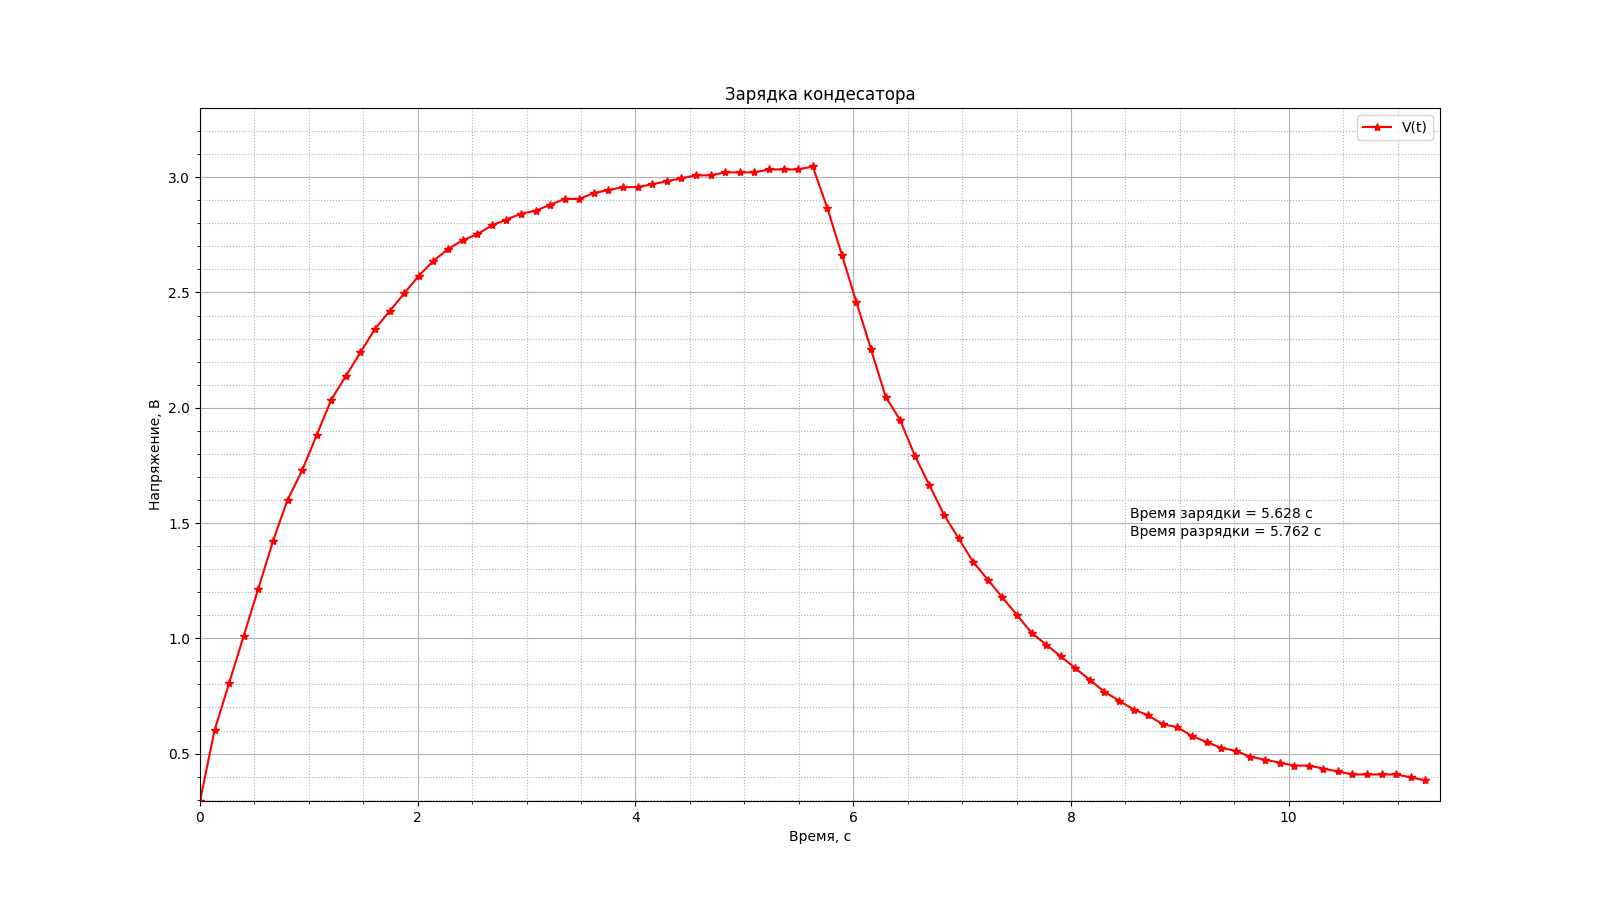 Зарядка кондесатора
V(t)
3.0
2.5
2.0
1.5
1.0
0.5
Напряжение, В
Время зарядки = 5.628 с
Время разрядки = 5.762 с
0 2 4 6 8 10
Время, с